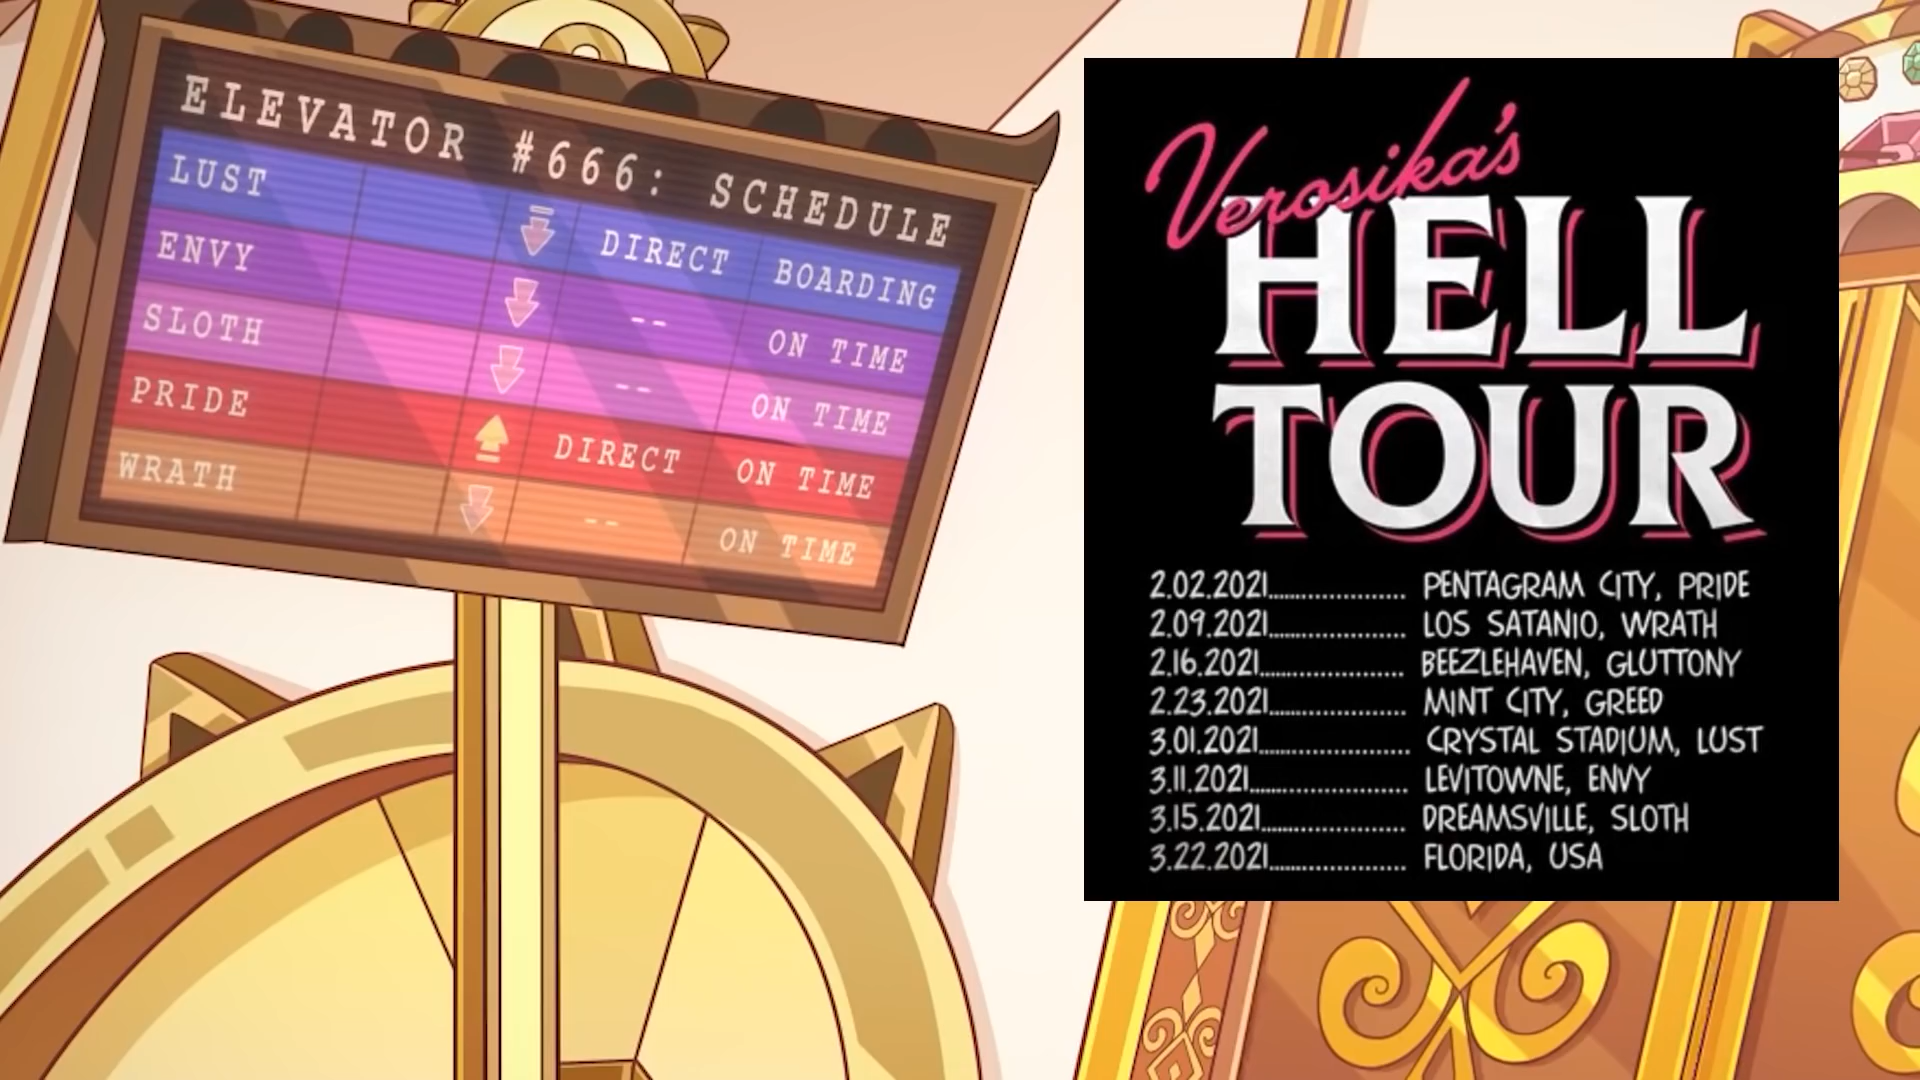 ELEVATOR #666: SCHEDULE
LUST DIRECT BOARDING
ENVY -- ON TIME
SLOTH -- ON TIME
PRIDE DIRECT ON TIME
WRATH -- ON TIME
Verosika's
HELL
TOUR
2.02.2021.................... PENTAGRAM CITY, PRIDE
2.09.2021.................... LOS SATANIO, WRATH
2.16.2021.................... BEEZLEHAVEN, GLUTTONY
2.23.2021.................... MINT CITY, GREED
3.01.2021.................... CRYSTAL STADIUM, LUST
3.11.2021.................... LEVITOWNE, ENVY
3.15.2021.................... DREAMSVILLE, SLOTH
3.22.2021.................... FLORIDA, USA